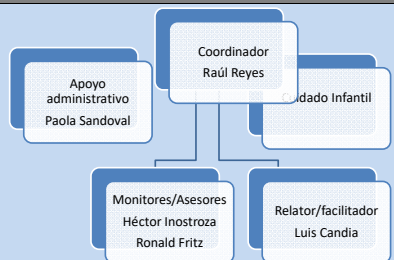 Coordinador
Raúl Reyes
Apoyo
administrativo
Paola Sandoval
Cuidado Infantil
Monitores/Asesores
Héctor Inostroza
Ronald Fritz
Relator/facilitador
Luis Candia